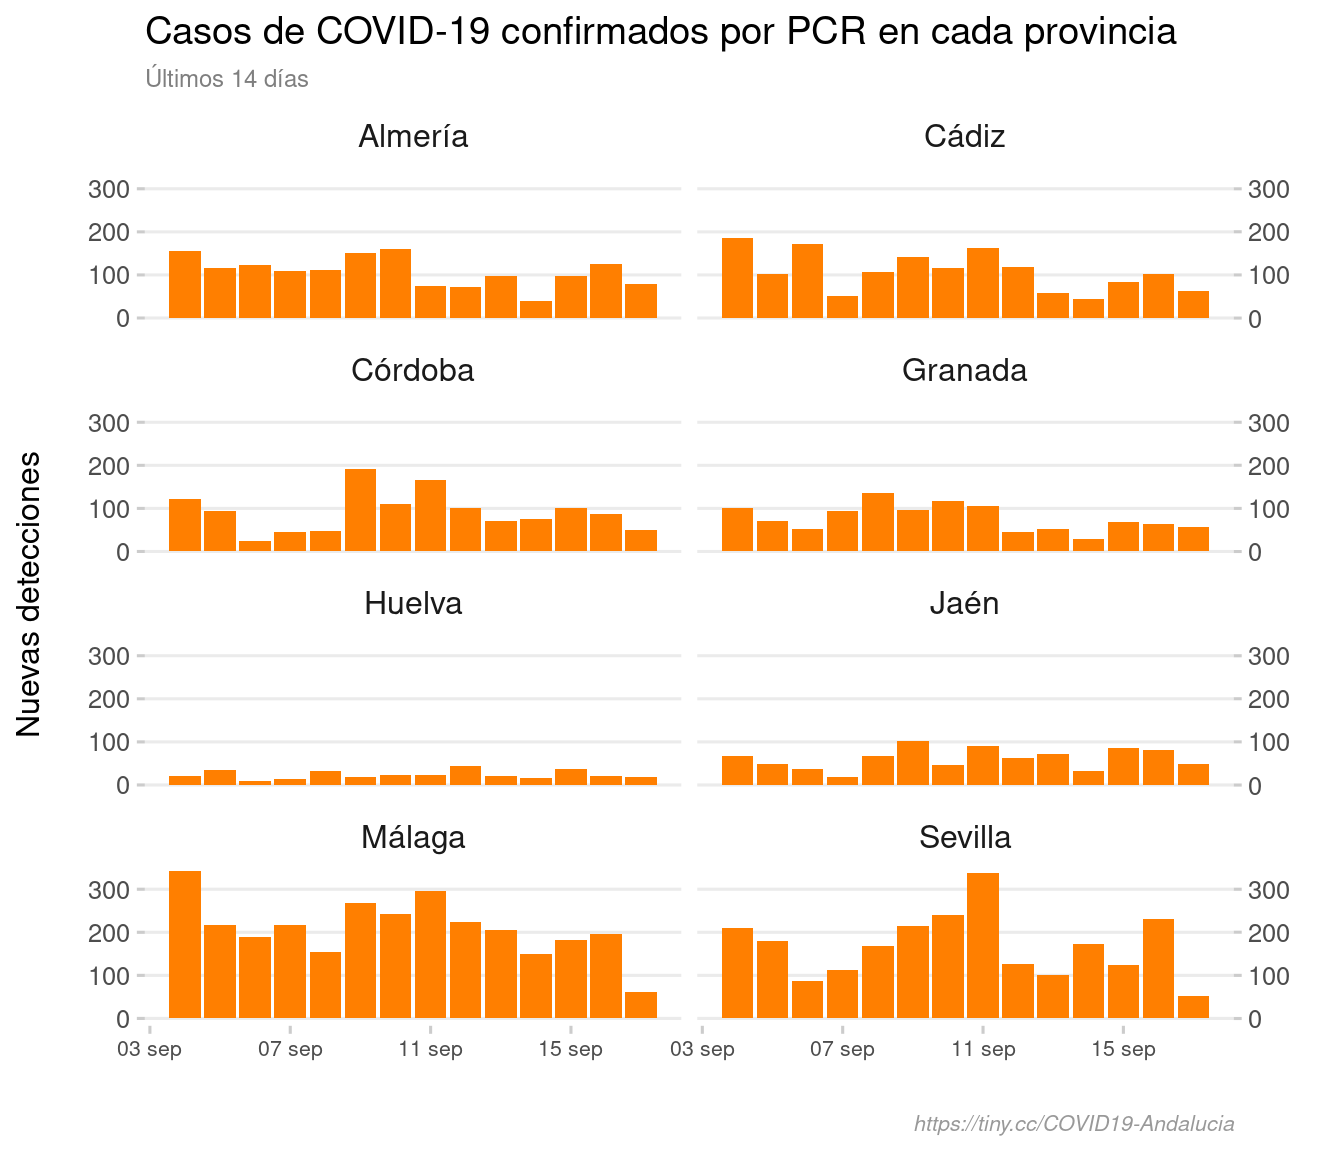 Casos de COVID-19 confirmados por PCR en cada provincia
Últimos 14 días
Almería
Cádiz
300
200
100
0
300
200
100
0
Córdoba
Granada
300
200
100
0
300
200
100
0
Nuevas detecciones
Huelva
Jaén
300
200
100
0
300
200
100
0
Málaga
Sevilla
300
200
100
0
300
200
100
0
03 sep 07 sep 11 sep 15 sep 03 sep 07 sep 11 sep 15 sep
https://tiny.cc/COVID19-Andalucia